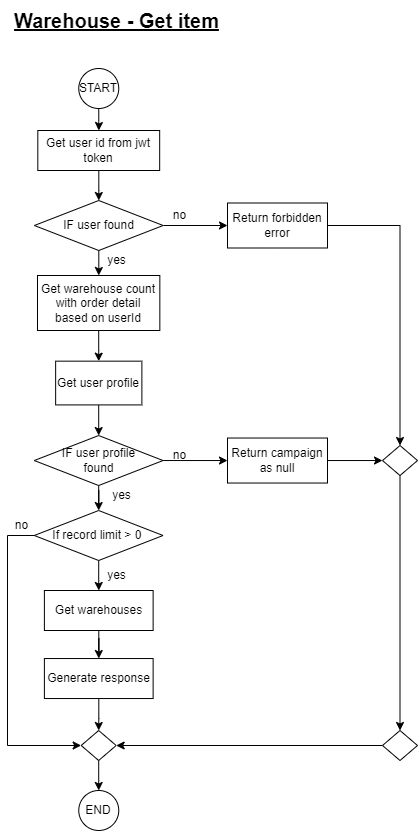 Warehouse - Get item
START
Get user id from jwt
token
IF user found
no
Return forbidden
error
yes
Get warehouse count
with order detail
based on userId
Get user profile
IF user profile
found
no
Return campaign
as null
yes
no
If record limit > 0
yes
Get warehouses
Generate response
END